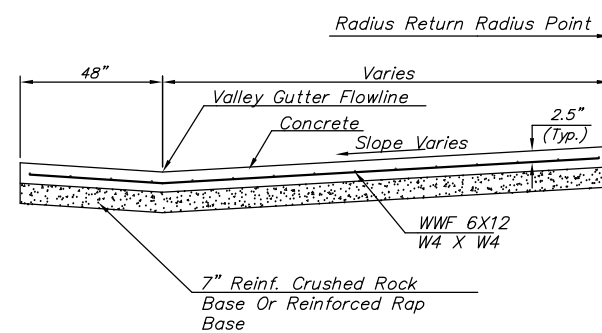 Radius Return Radius Point
48"
Varies
Valley Gutter Flowline
2.5"
Concrete
(Typ.)
Slope Varies
WWF 6X12
W4 X W4
7" Reinf. Crushed Rock
Base Or Reinforced Rap
Base